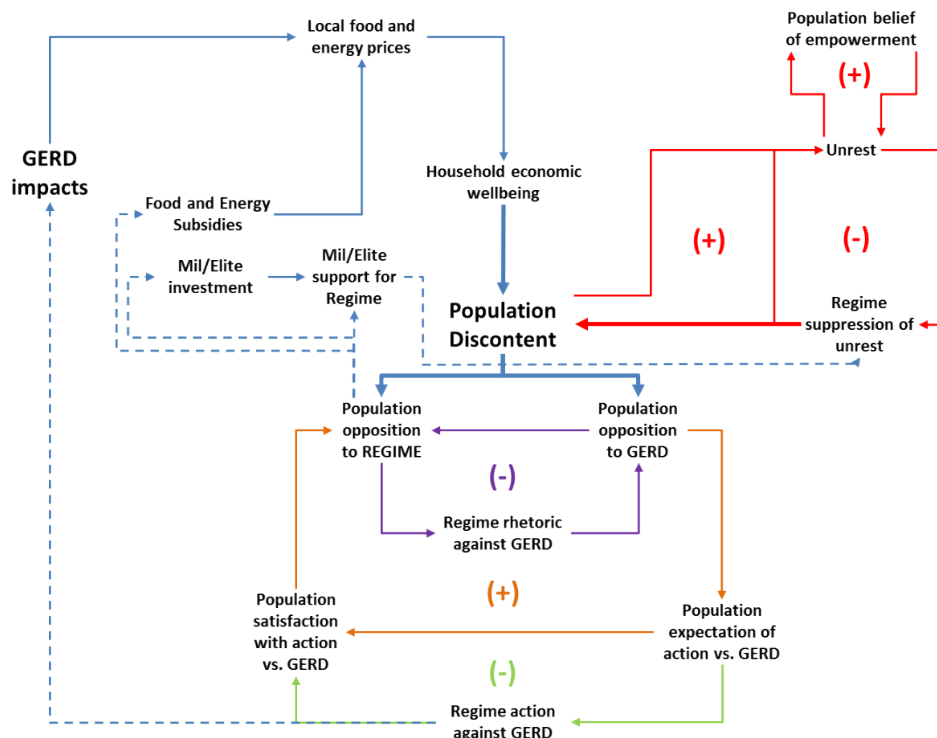 Local food and
energy prices
Population belief
of empowerment
(+)
GERD
impacts
Unrest
Household economic
wellbeing
Food and Energy
Subsidies
(+)
(-)
Mil/Elite
investment
Mil/Elite
support for
Regime
Population
Discontent
Regime
suppression of
unrest
Population
opposition
to REGIME
Population
opposition
to GERD
(-)
Regime rhetoric
against GERD
(+)
Population
satisfaction
with action
vs. GERD
Population
expectation of
action vs. GERD
(-)
Regime action
against GERD